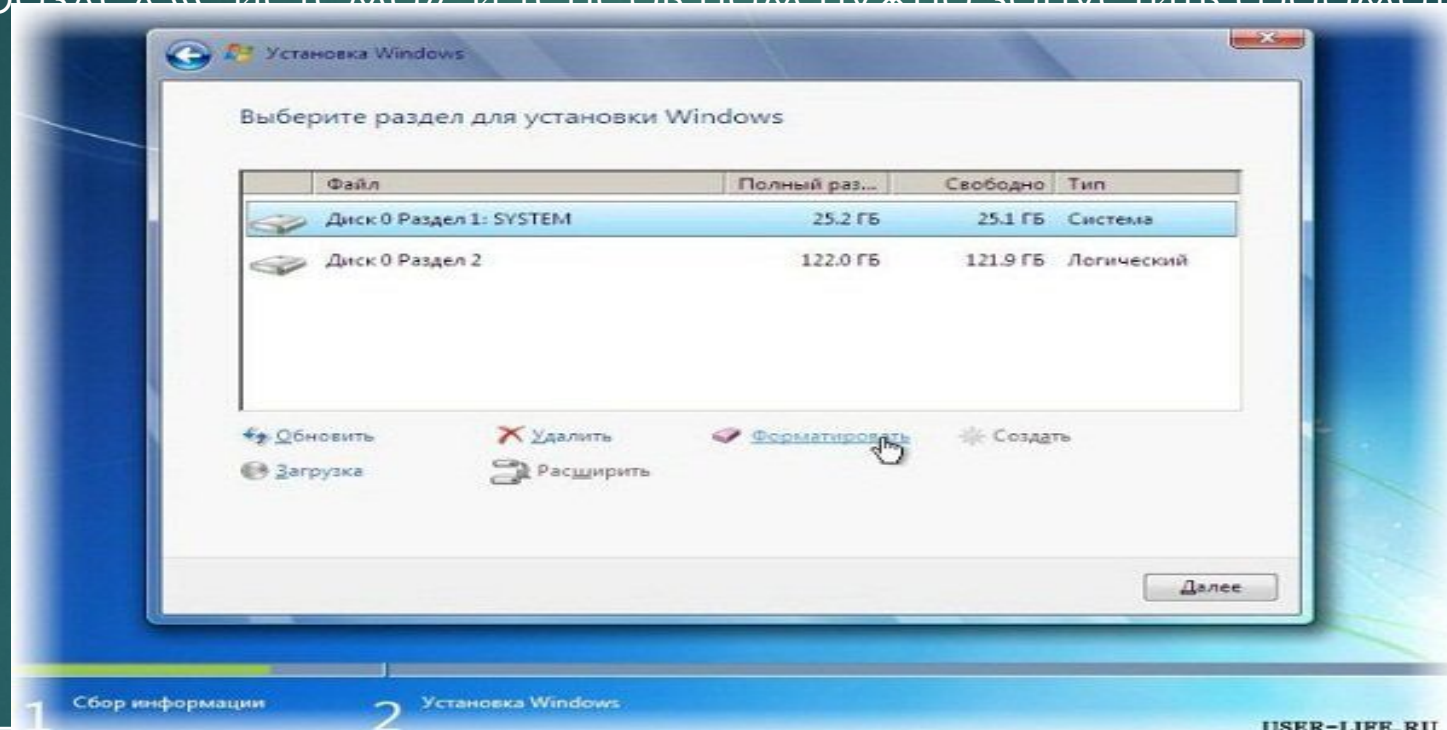 Установка Windows
Выберите раздел для установки Windows
Файл Полный раз... Свободно Тип
Диск 0 Раздел 1: SYSTEM 25.2 ГБ 25.1 ГБ Система
Диск 0 Раздел 2 122.0 ГБ 121.9 ГБ Логический
Обновить Удалить Форматировать Создать
Загрузка Расширить
Далее
1 Сбор информации 2 Установка Windows
USER-LIFE.RU